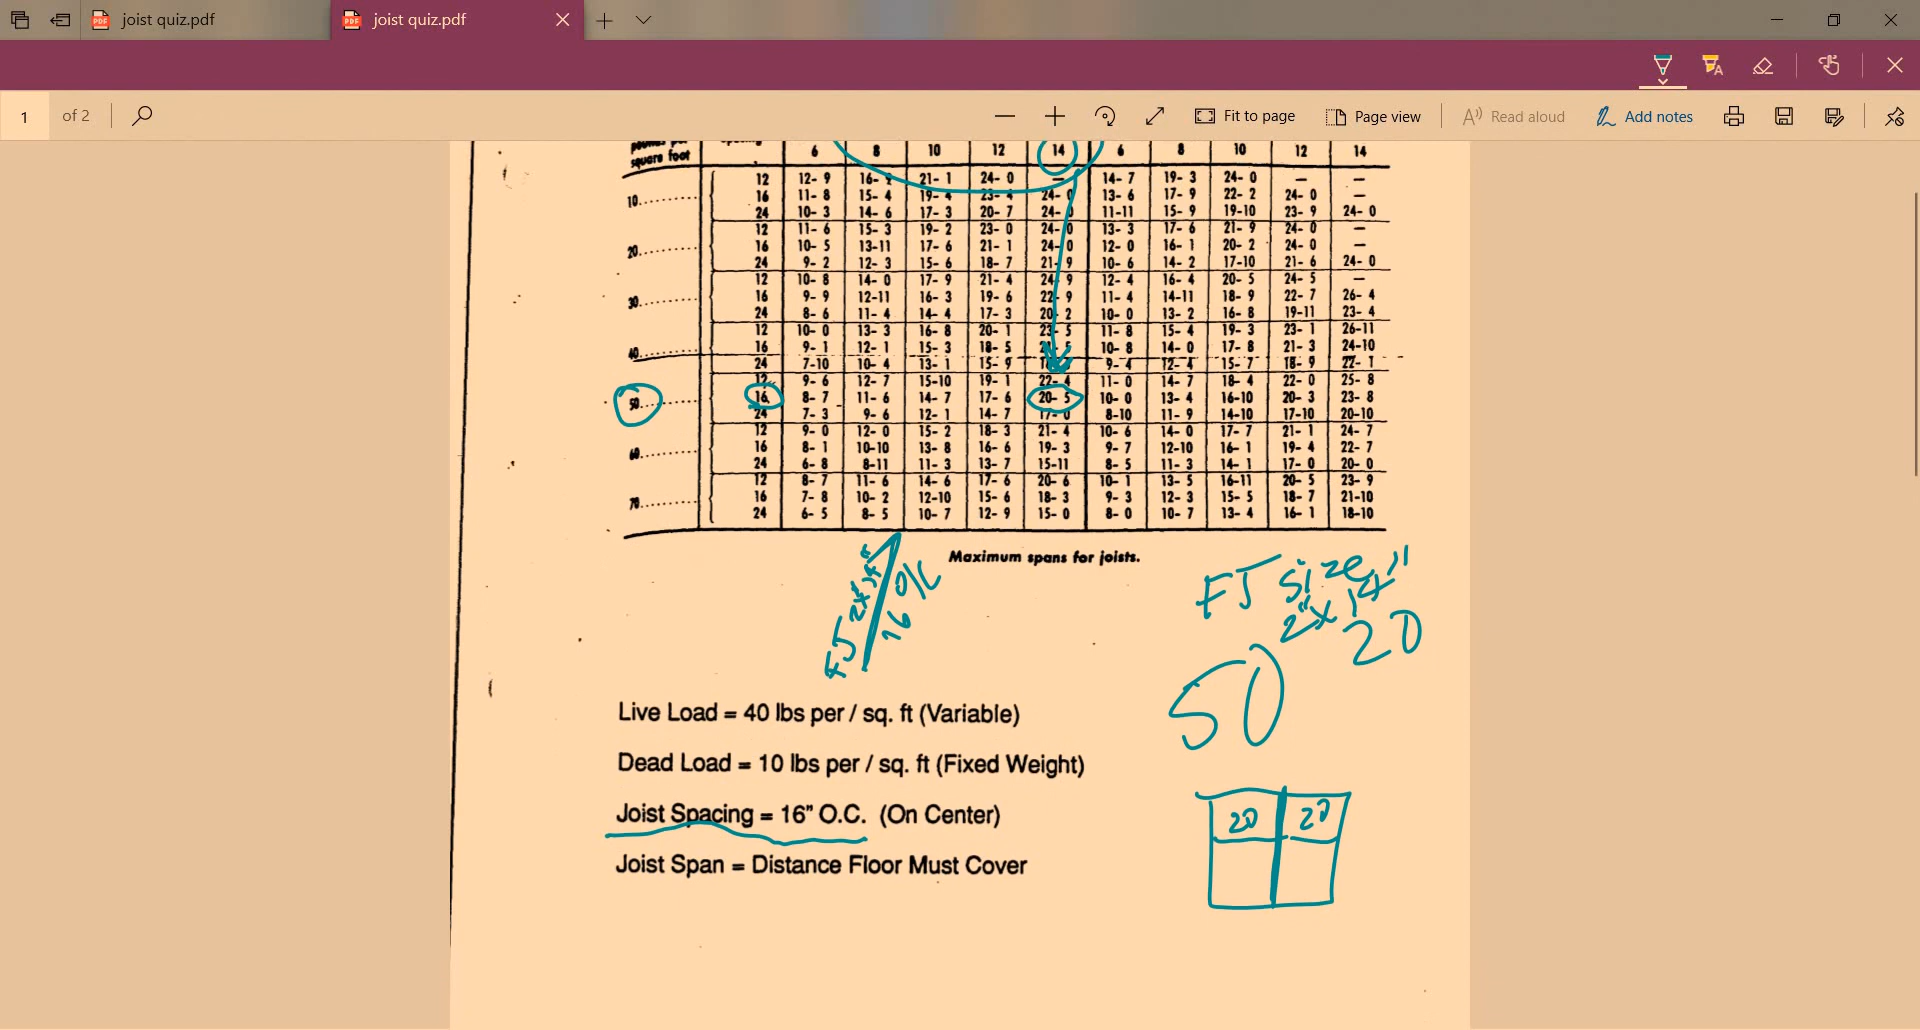 joist quiz.pdf joist quiz.pdf
1 of 2 Fit to page Page view Read aloud Add notes
square foot 6 8 10 12 14 6 8 10 12 14
12 12- 9 16- 21- 1 24- 0 — 14- 7 19- 3 24- 0 — —
10 16 11- 8 15- 4 19- 4 23- 4 24- 0 13- 6 17- 9 22- 2 24- 0 —
24 10- 3 14- 6 17- 3 20- 7 24- 11-11 15- 9 19-10 23- 9 24- 0
12 11- 6 15- 3 19- 2 23- 0 24- 0 13- 3 17- 6 21- 9 24- 0 —
20 16 10- 5 13-11 17- 6 21- 1 24- 0 12- 0 16- 1 20- 2 24- 0 —
24 9- 2 12- 3 15- 6 18- 7 21- 9 10- 6 14- 2 17-10 21- 6 24- 0
12 10- 8 14- 0 17- 9 21- 4 24- 9 12- 4 16- 4 20- 5 24- 5 —
30 16 9- 9 12-11 16- 3 19- 6 22- 9 11- 4 14-11 18- 9 22- 7 26- 4
24 8- 6 11- 4 14- 4 17- 3 20- 2 10- 0 13- 2 16- 8 19-11 23- 4
12 10- 0 13- 3 16- 8 20- 1 23- 5 11- 8 15- 4 19- 3 23- 1 26-11
40 16 9- 1 12- 1 15- 3 18- 5 10- 8 14- 0 17- 8 21- 3 24-10
24 7-10 10- 4 13- 1 15- 9 9- 4 12- 4 15- 7 18- 9 22- 1
12 9- 6 12- 7 15-10 19- 1 22- 4 11- 0 14- 7 18- 4 22- 0 25- 8
50 16 8- 7 11- 6 14- 7 17- 6 20- 5 10- 0 13- 4 16-10 20- 3 23- 8
24 7- 3 9- 6 12- 1 14- 7 17- 0 8-10 11- 9 14-10 17-10 20-10
12 9- 0 12- 0 15- 2 18- 3 21- 4 10- 6 14- 0 17- 7 21- 1 24- 7
60 16 8- 1 10-10 13- 8 16- 6 19- 3 9- 7 12-10 16- 1 19- 4 22- 7
24 6- 8 8-11 11- 3 13- 7 15-11 8- 5 11- 3 14- 1 17- 0 20- 0
12 8- 7 11- 6 14- 6 17- 6 20- 6 10- 1 13- 5 16-11 20- 5 23- 9
70 16 7- 8 10- 2 12-10 15- 6 18- 3 9- 3 12- 3 15- 5 18- 7 21-10
24 6- 5 8- 5 10- 7 12- 9 15- 0 8- 0 10- 7 13- 4 16- 1 18-10
Maximum spans for joists.
FJ size
2"x14"
20
FJ 2"x14"
16 O/C
50
Live Load = 40 lbs per / sq. ft (Variable)
Dead Load = 10 lbs per / sq. ft (Fixed Weight)
Joist Spacing = 16" O.C. (On Center)
20 20
Joist Span = Distance Floor Must Cover